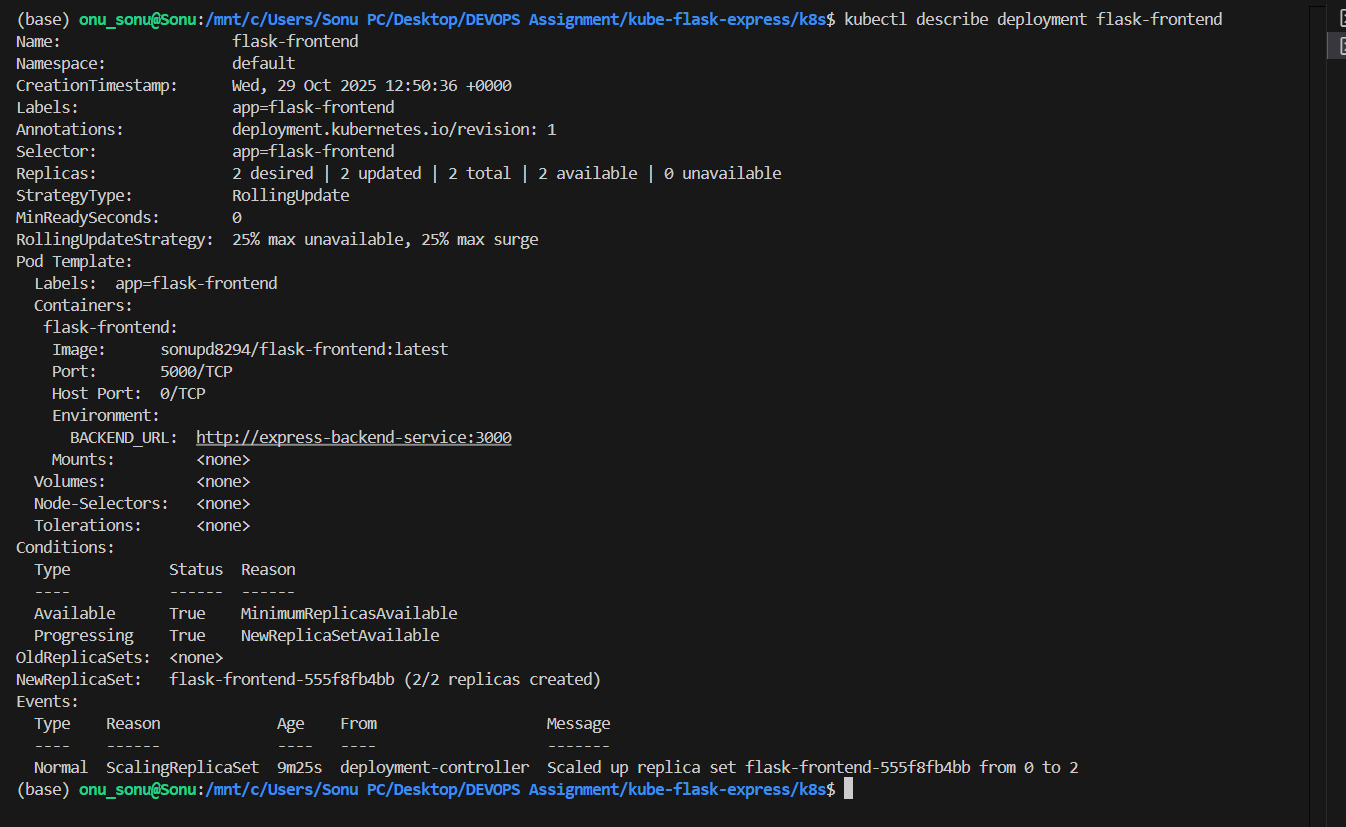 (base) onu_sonu@Sonu:/mnt/c/Users/Sonu PC/Desktop/DEVOPS Assignment/kube-flask-express/k8s$ kubectl describe deployment flask-frontend
Name:                   flask-frontend
Namespace:              default
CreationTimestamp:      Wed, 29 Oct 2025 12:50:36 +0000
Labels:                 app=flask-frontend
Annotations:            deployment.kubernetes.io/revision: 1
Selector:               app=flask-frontend
Replicas:               2 desired | 2 updated | 2 total | 2 available | 0 unavailable
StrategyType:           RollingUpdate
MinReadySeconds:        0
RollingUpdateStrategy:  25% max unavailable, 25% max surge
Pod Template:
  Labels:  app=flask-frontend
  Containers:
   flask-frontend:
    Image:      sonupd8294/flask-frontend:latest
    Port:       5000/TCP
    Host Port:  0/TCP
    Environment:
      BACKEND_URL:  http://express-backend-service:3000
    Mounts:         <none>
  Volumes:          <none>
  Node-Selectors:   <none>
  Tolerations:      <none>
Conditions:
  Type           Status  Reason
  ----           ------  ------
  Available      True    MinimumReplicasAvailable
  Progressing    True    NewReplicaSetAvailable
OldReplicaSets:  <none>
NewReplicaSet:   flask-frontend-555f8fb4bb (2/2 replicas created)
Events:
  Type    Reason             Age    From                   Message
  ----    ------             ----   ----                   -------
  Normal  ScalingReplicaSet  9m25s  deployment-controller  Scaled up replica set flask-frontend-555f8fb4bb from 0 to 2
(base) onu_sonu@Sonu:/mnt/c/Users/Sonu PC/Desktop/DEVOPS Assignment/kube-flask-express/k8s$